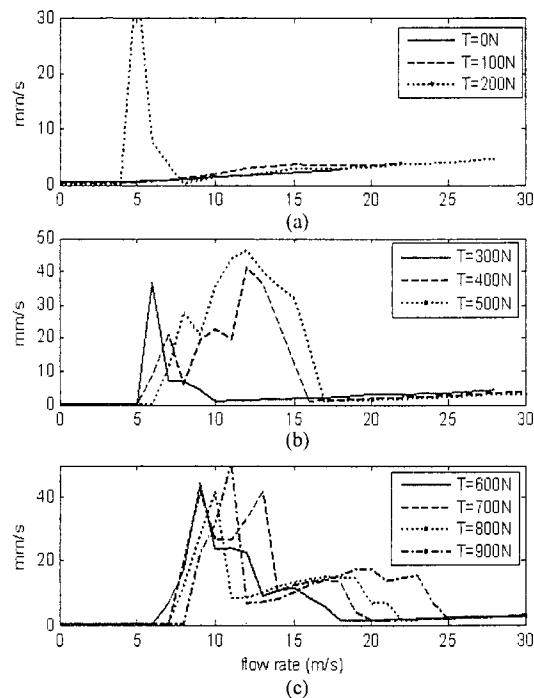 30
20
10
0
mm/s
T=0N
T=100N
T=200N
0 5 10 15 20 25 30
(a)
50
40
30
20
10
0
mm/s
T=300N
T=400N
T=500N
0 5 10 15 20 25 30
(b)
40
20
0
mm/s
T=600N
T=700N
T=800N
T=900N
0 5 10 15 20 25 30
flow rate (m/s)
(c)